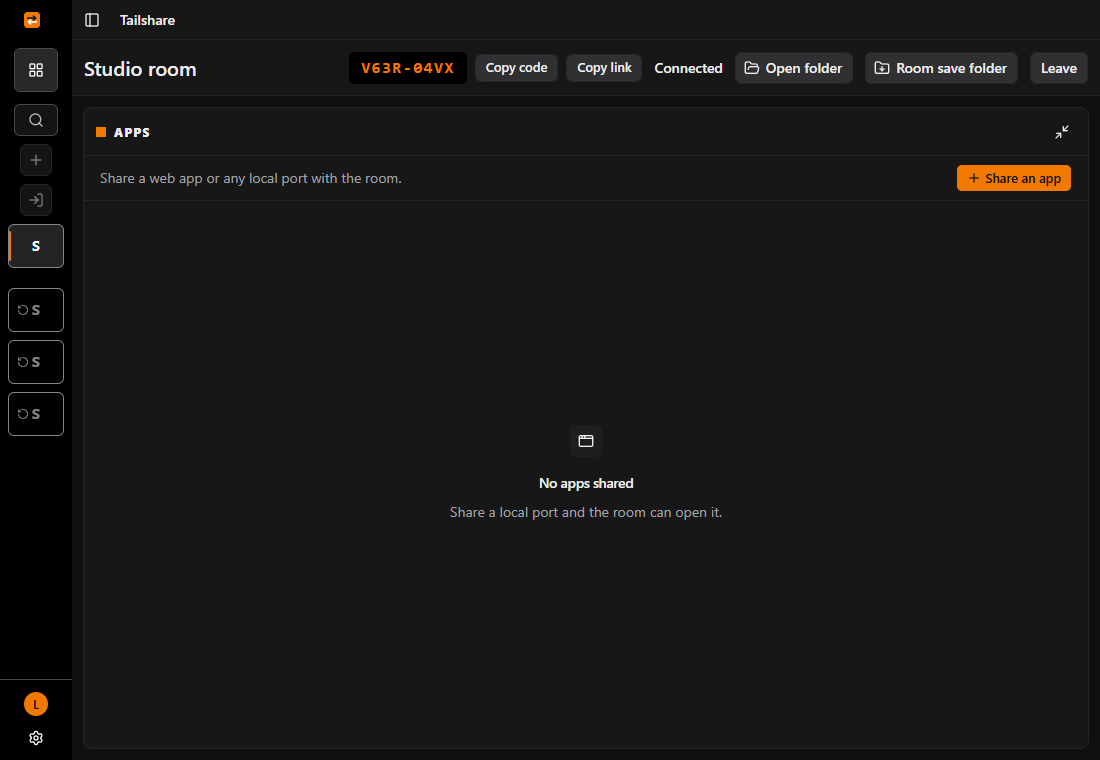 Tailshare
Studio room
V63R-04VX
Copy code
Copy link
Connected
Open folder
Room save folder
Leave
APPS
Share a web app or any local port with the room.
Share an app
S
S
S
S
No apps shared
Share a local port and the room can open it.
L